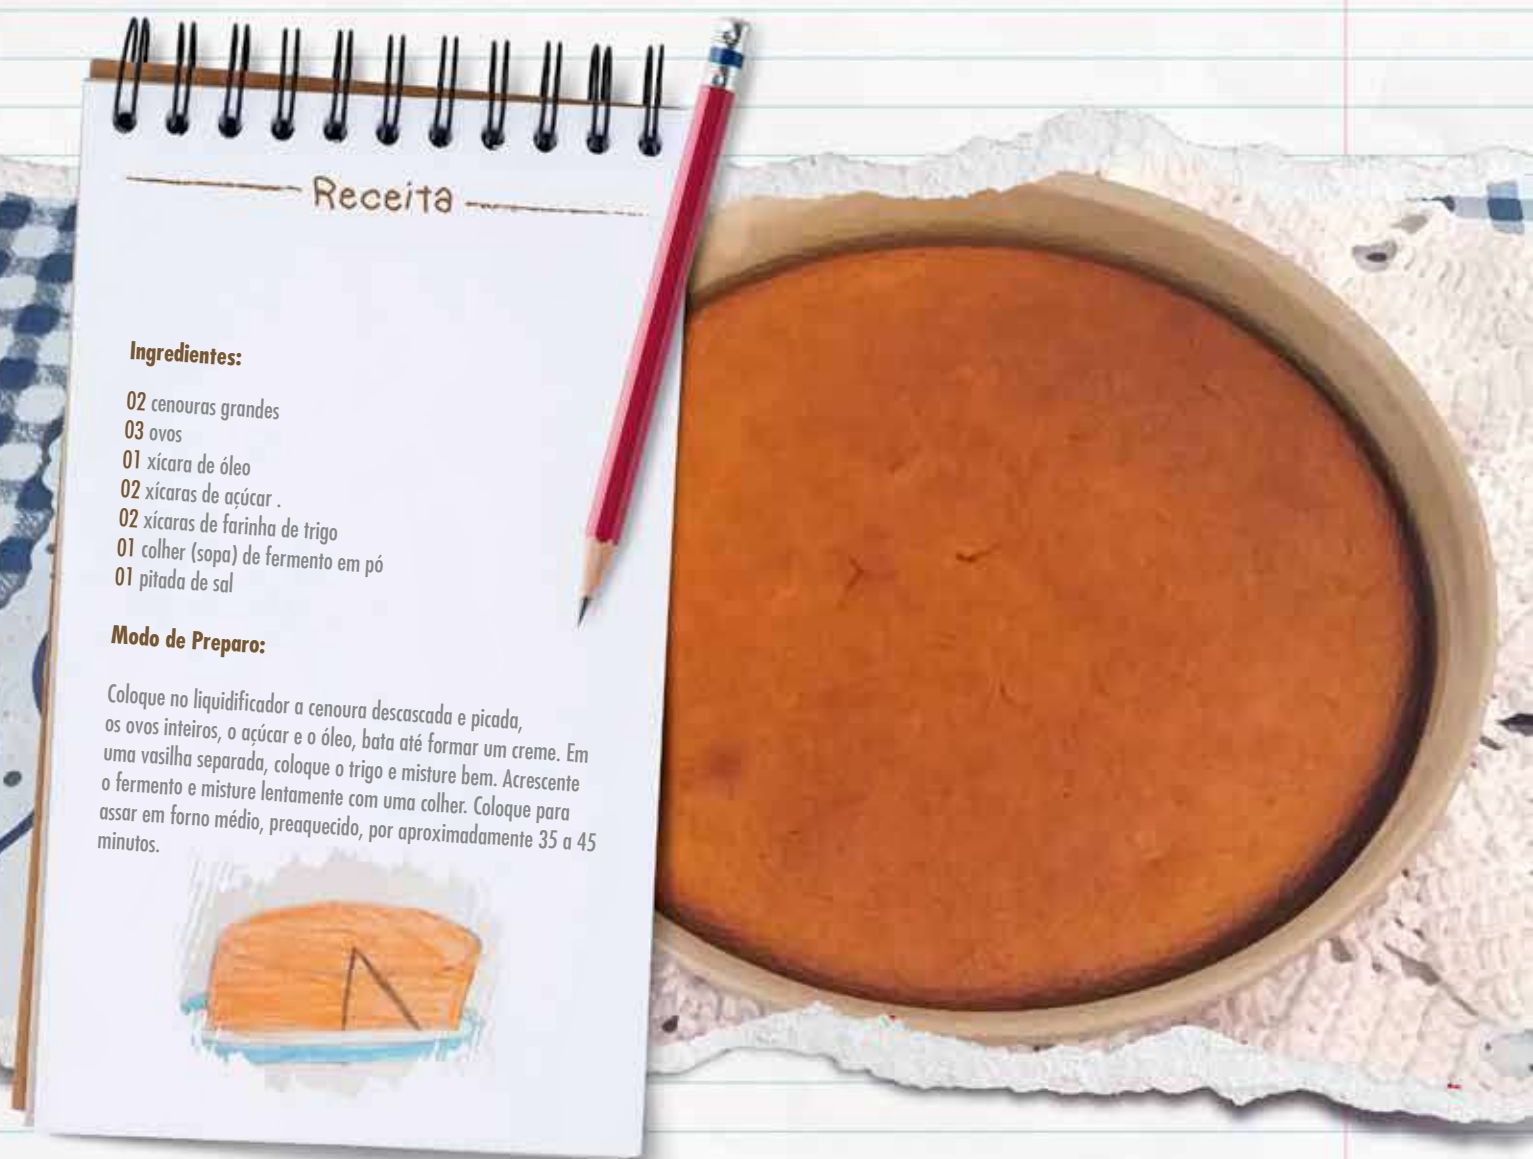 Receita
Ingredientes:
02 cenouras grandes
03 ovos
01 xícara de óleo
02 xícaras de açúcar .
02 xícaras de farinha de trigo
01 colher (sopa) de fermento em pó
01 pitada de sal
Modo de Preparo:
Coloque no liquidificador a cenoura descascada e picada,
os ovos inteiros, o açúcar e o óleo, bata até formar um creme. Em
uma vasilha separada, coloque o trigo e misture bem. Acrescente
o fermento e misture lentamente com uma colher. Coloque para
assar em forno médio, preaquecido, por aproximadamente 35 a 45
minutos.